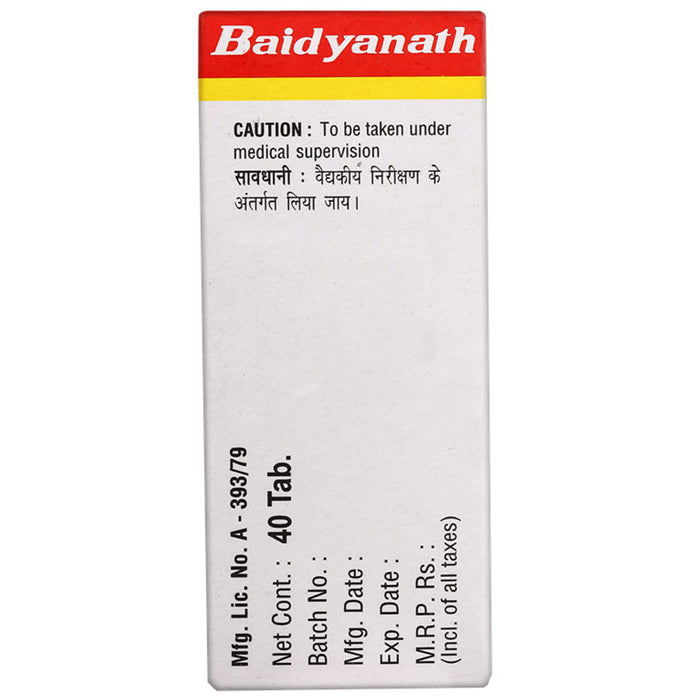 Baidyanath
CAUTION : To be taken under
medical supervision
सावधानी : वैद्यकीय निरीक्षण के
अंतर्गत लिया जाय।
Mfg. Lic. No. A - 393/79
Net Cont. : 40 Tab.
Batch No. :
Mfg. Date :
Exp. Date :
M.R.P. Rs. :
(Incl. of all taxes)